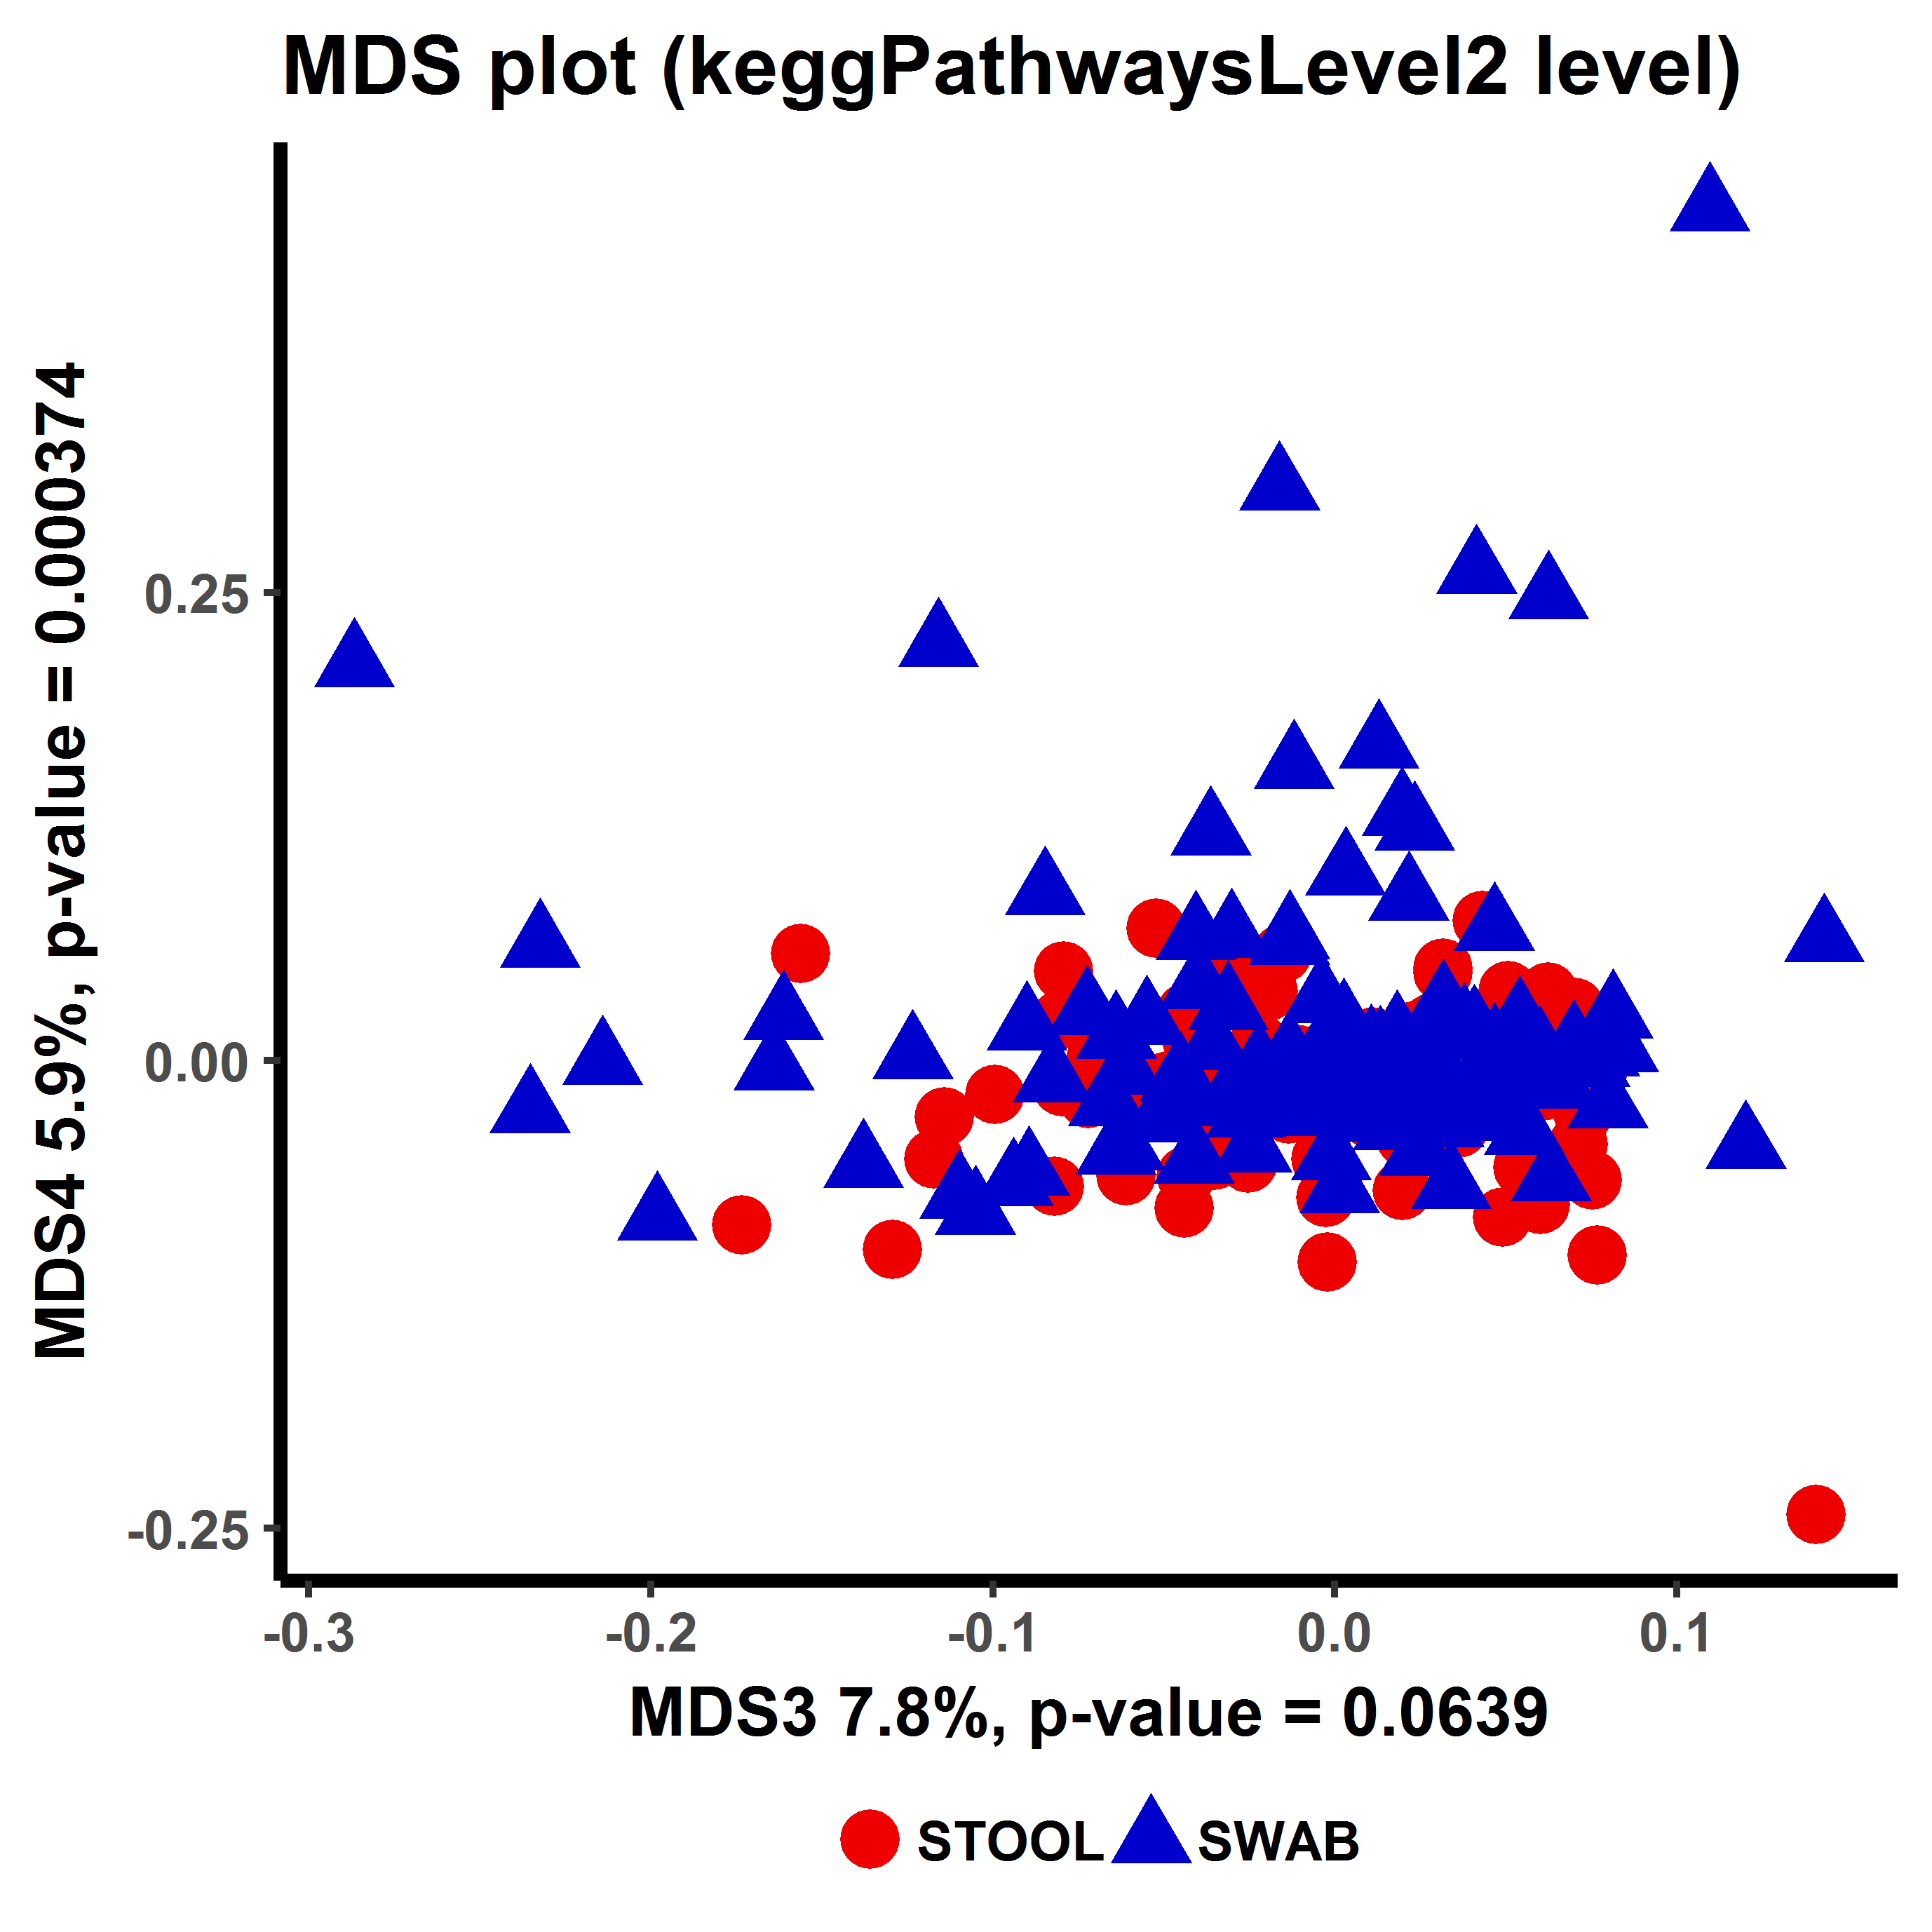 MDS plot (keggPathwaysLevel2 level)
MDS4 5.9%, p-value = 0.000374
0.25
0.00
-0.25
-0.3
-0.2
-0.1
0.0
0.1
MDS3 7.8%, p-value = 0.0639
STOOL
SWAB